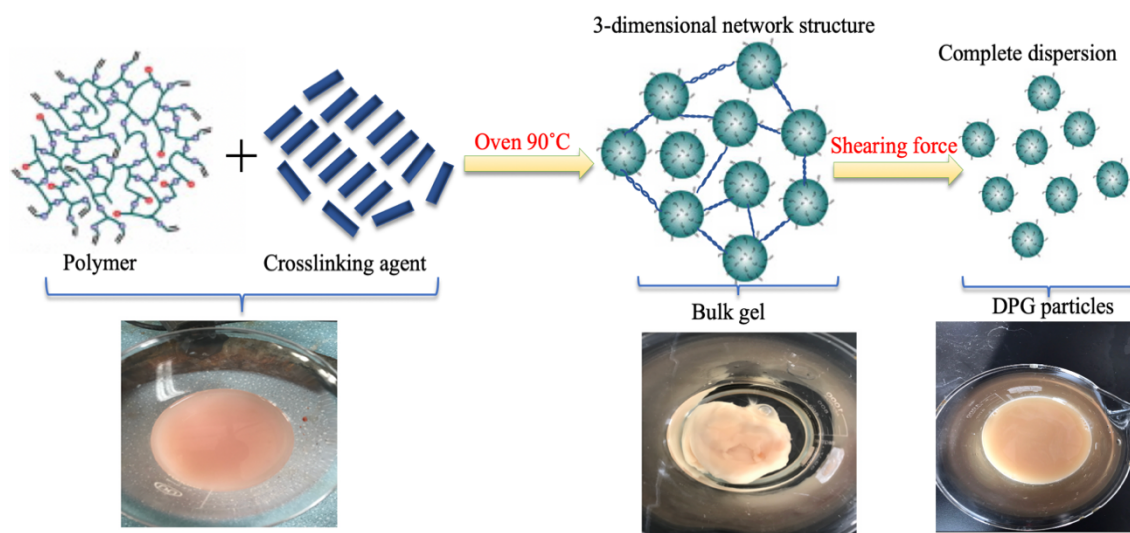 3-dimensional network structure
Complete dispersion
+
Oven 90˚C
Shearing force
Polymer
Crosslinking agent
Bulk gel
DPG particles